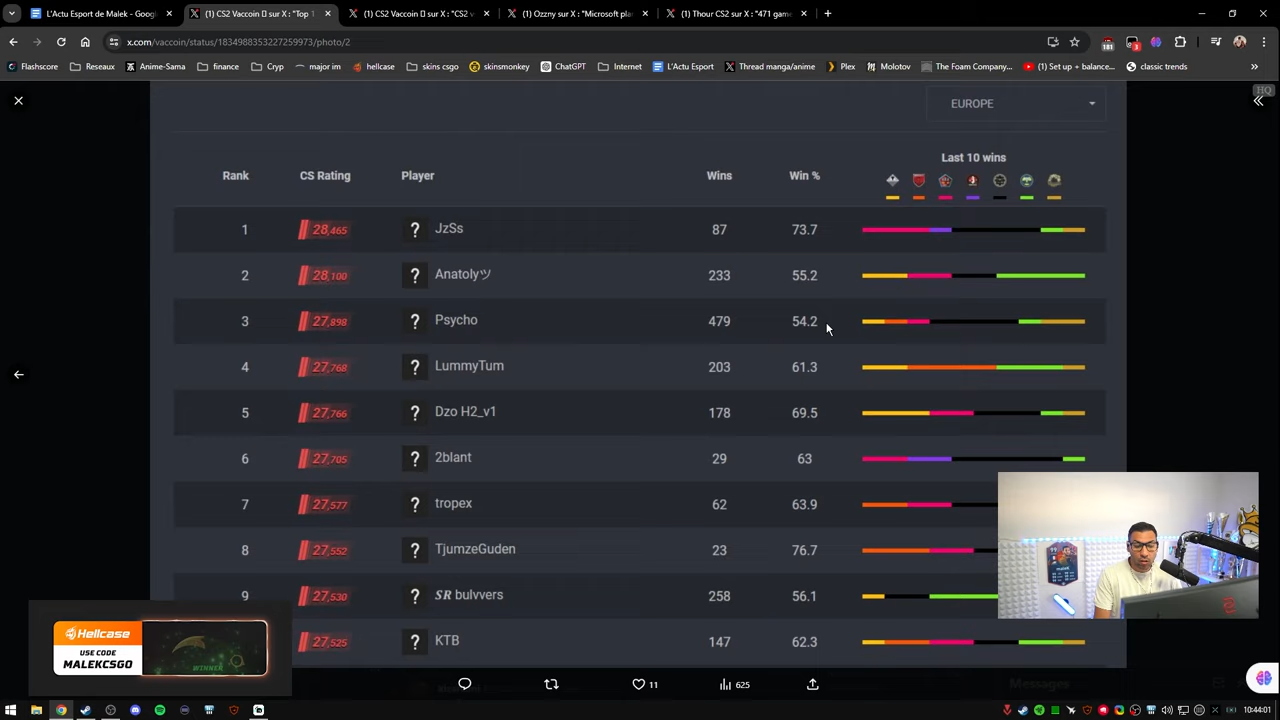 L'Actu Esport de Malek - Googl
(1) CS2 Vaccoin sur X : "Top 1
(1) CS2 Vaccoin sur X : "CS2 v
(1) Ozzny sur X : "Microsoft pla
(1) Thour CS2 sur X : "471 game
x.com/vaccoin/status/1834988353227259973/photo/2
181
3
Flashscore
Reseaux
Anime-Sama
finance
Cryp
major im
hellcase
skins csgo
skinsmonkey
ChatGPT
Internet
L'Actu Esport
Thread manga/anime
Plex
Molotov
The Foam Company...
(1) Set up + balance...
classic trends
HQ
EUROPE
Last 10 wins
Rank CS Rating Player Wins Win %
1 28,465 ? JzSs 87 73.7
2 28,100 ? Anatolyツ 233 55.2
3 27,898 ? Psycho 479 54.2
4 27,768 ? LummyTum 203 61.3
5 27,766 ? Dzo H2_v1 178 69.5
6 27,705 ? 2blant 29 63
7 27,577 ? tropex 62 63.9
8 27,552 ? TjumzeGuden 23 76.7
9 27,530 ? SR bulvvers 258 56.1
27,525 ? KTB 147 62.3
Hellcase
USE CODE
MALEKCSGO
WINNER
11
625
Messages
10:44:01